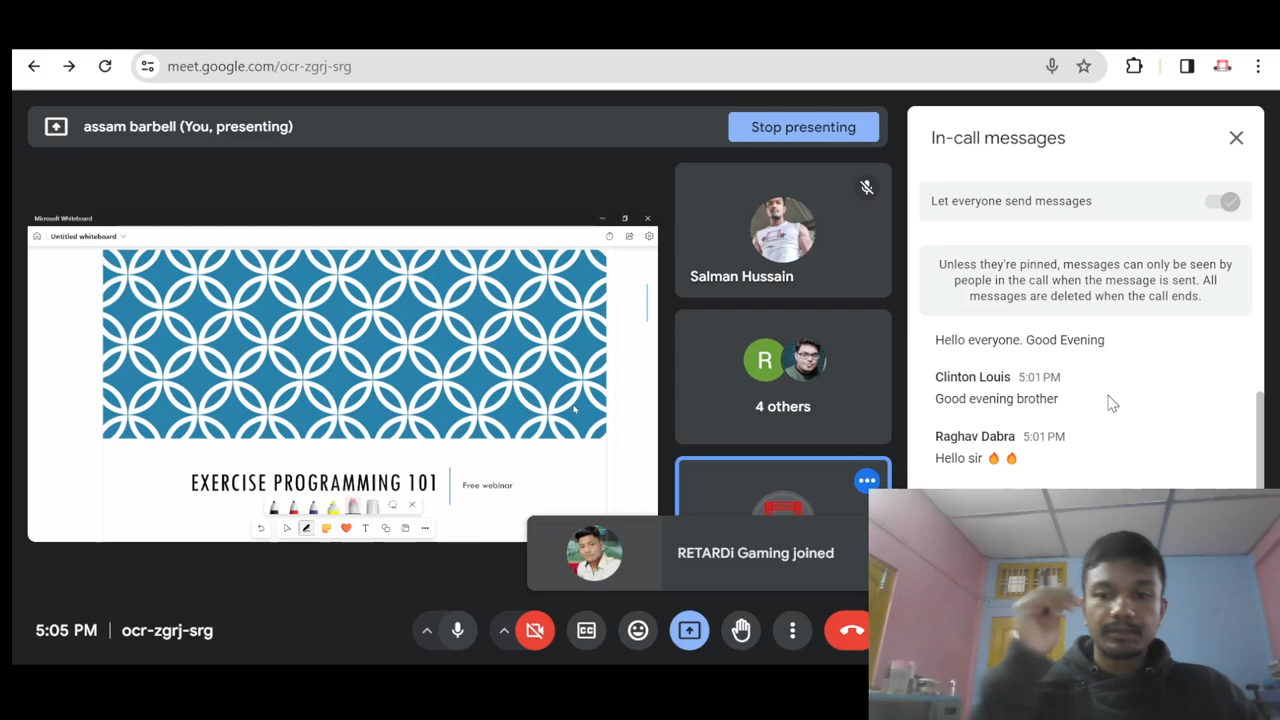 meet.google.com/ocr-zgrj-srg
assam barbell (You, presenting)
Stop presenting
Microsoft Whiteboard
Untitled whiteboard
EXERCISE PROGRAMMING 101
Free webinar
T
Salman Hussain
R
4 others
RETARDi Gaming joined
In-call messages
Let everyone send messages
Unless they're pinned, messages can only be seen by
people in the call when the message is sent. All
messages are deleted when the call ends.
Hello everyone. Good Evening
Clinton Louis 5:01 PM
Good evening brother
Raghav Dabra 5:01 PM
Hello sir 🔥 🔥
5:05 PM | ocr-zgrj-srg
CC